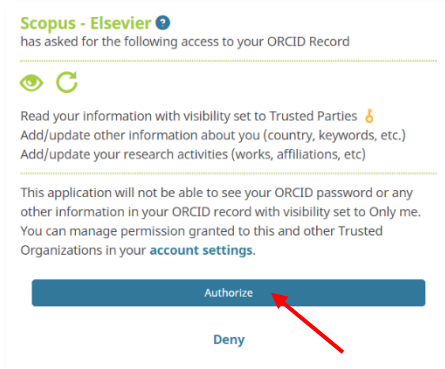 Scopus - Elsevier ?
has asked for the following access to your ORCID Record
Read your information with visibility set to Trusted Parties
Add/update other information about you (country, keywords, etc.)
Add/update your research activities (works, affiliations, etc)
This application will not be able to see your ORCID password or any
other information in your ORCID record with visibility set to Only me.
You can manage permission granted to this and other Trusted
Organizations in your account settings.
Authorize
Deny